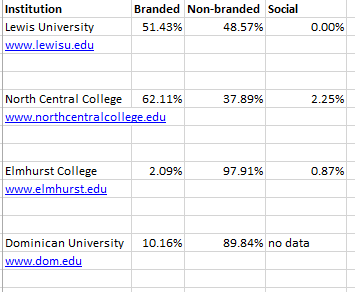 Institution Branded Non-branded Social
Lewis University 51.43% 48.57% 0.00%
www.lewisu.edu
North Central College 62.11% 37.89% 2.25%
www.northcentralcollege.edu
Elmhurst College 2.09% 97.91% 0.87%
www.elmhurst.edu
Dominican University 10.16% 89.84% no data
www.dom.edu